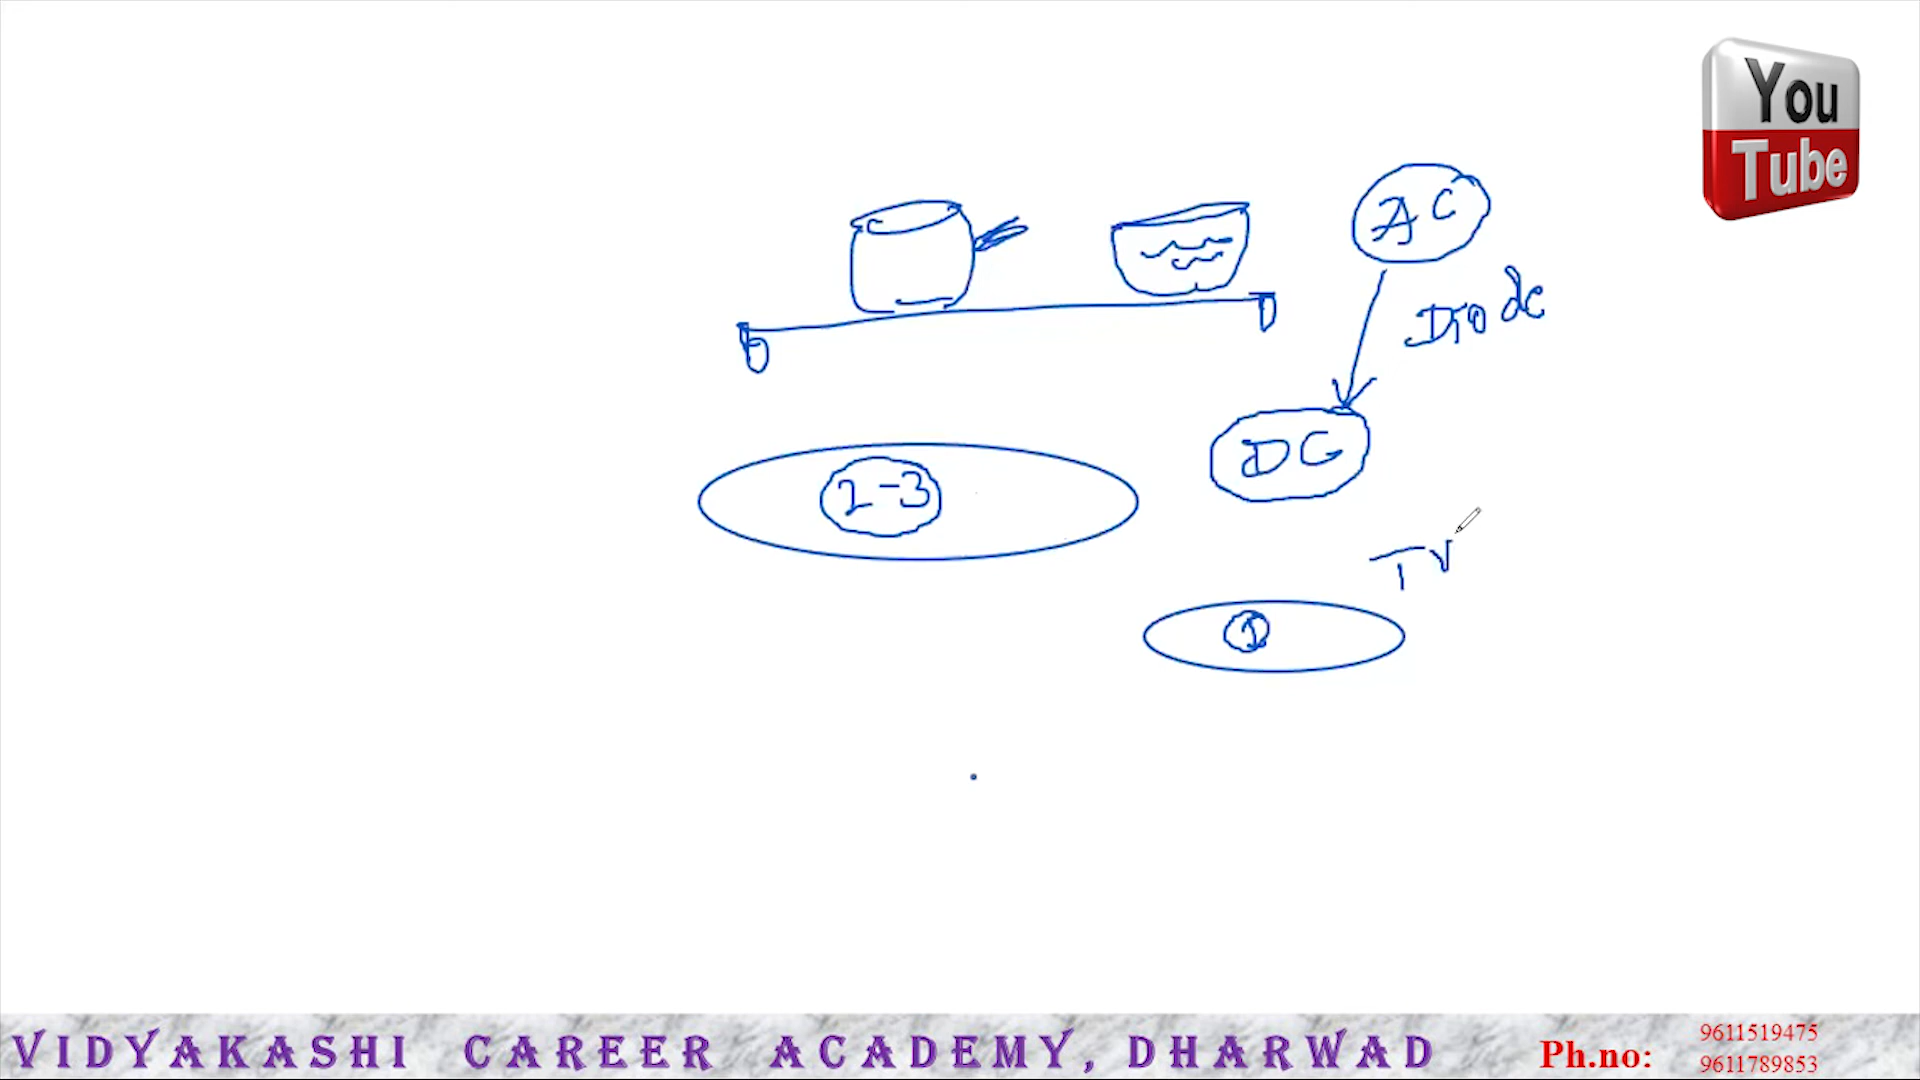 You
Tube
AC
Diode
DC
2-3
TV
1
VIDYAKASHI CAREER ACADEMY, DHARWAD
Ph.no:
9611519475
9611789853